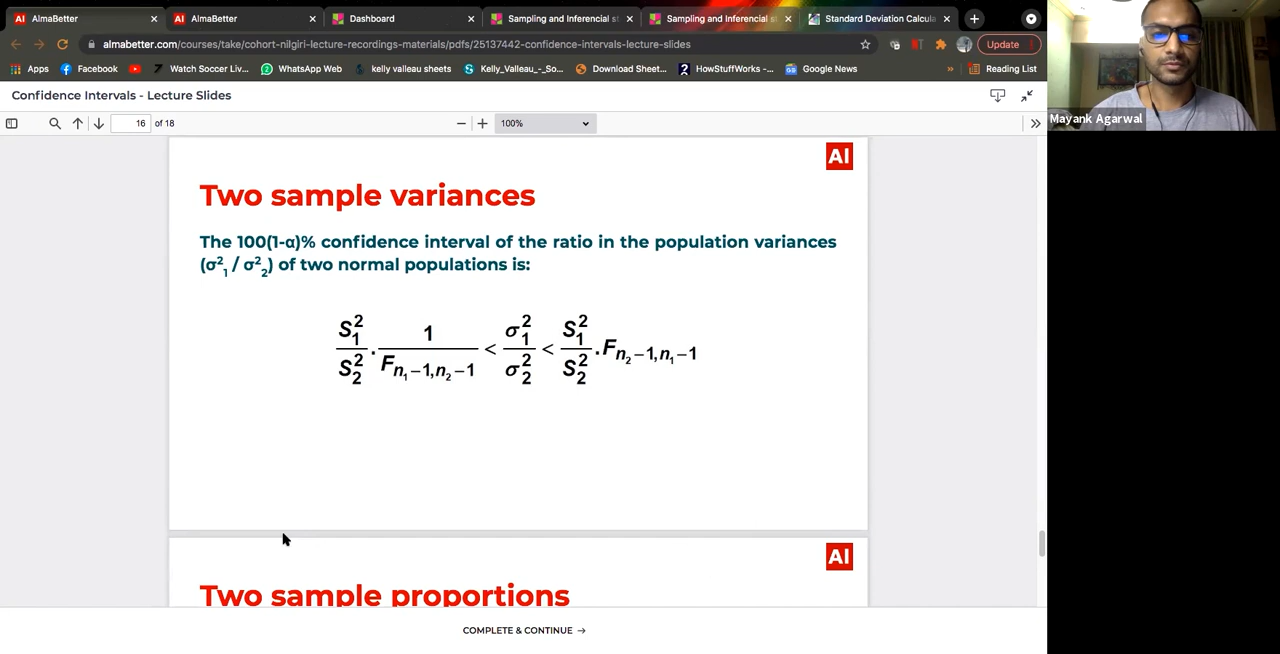 AlmaBetter
AlmaBetter
Dashboard
Sampling and Inferencial st
Sampling and Inferencial st
Standard Deviation Calcula
almabetter.com/courses/take/cohort-nilgiri-lecture-recordings-materials/pdfs/25137442-confidence-intervals-lecture-slides
Update
Apps
Facebook
Watch Soccer Liv...
WhatsApp Web
kelly valleau sheets
Kelly_Valleau_-_So...
Download Sheet...
HowStuffWorks -...
Google News
»
Reading List
Confidence Intervals - Lecture Slides
16 of 18
100%
Mayank Agarwal
AI
Two sample variances
The 100(1-α)% confidence interval of the ratio in the population variances
(σ²₁ / σ²₂) of two normal populations is:
S₁²/S₂² . 1/Fₙ₁₋₁,ₙ₂₋₁ < σ₁²/σ₂² < S₁²/S₂² . Fₙ₂₋₁,ₙ₁₋₁
AI
Two sample proportions
COMPLETE & CONTINUE →